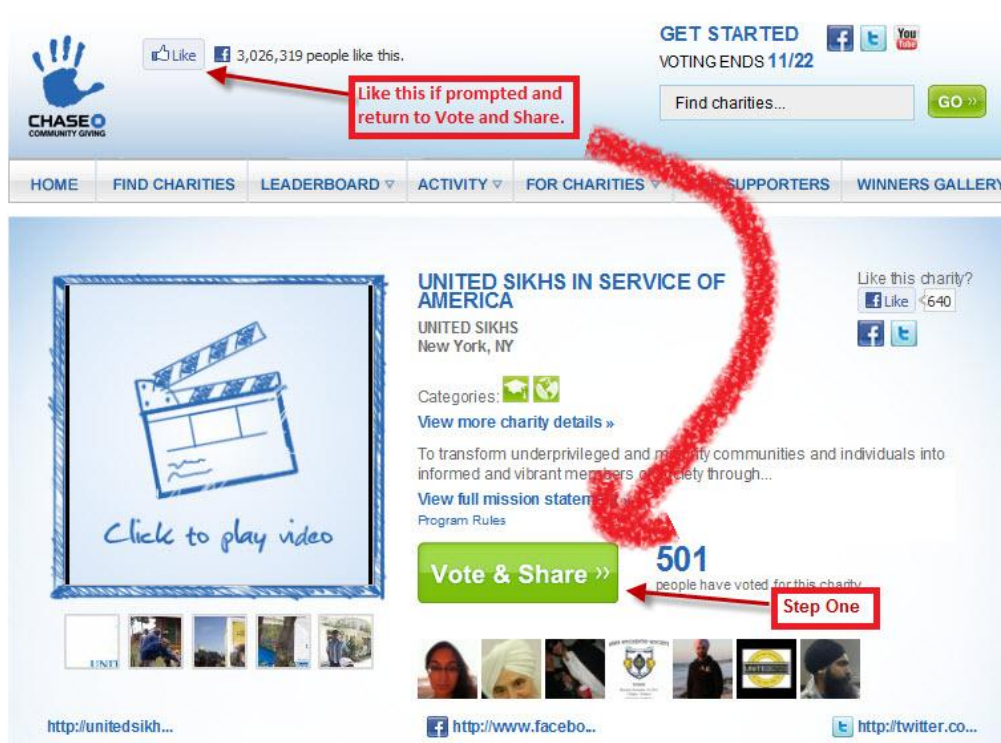 Like
3,026,319 people like this.
GET STARTED
VOTING ENDS 11/22
You
Tube
Like this if prompted and
return to Vote and Share.
Find charities...
GO »
CHASE
COMMUNITY GIVING
HOME FIND CHARITIES LEADERBOARD ACTIVITY FOR CHARITIES SUPPORTERS WINNERS GALLERY
UNITED SIKHS IN SERVICE OF
AMERICA
UNITED SIKHS
New York, NY
Like this charity?
Like 640
Categories:
View more charity details »
To transform underprivileged and communities and individuals into
informed and vibrant members society through...
View full mission
Program Rules
Click to play video
Vote & Share »
501
people have voted for this charity
Step One
UNIT
http://unitedsikh...
http://www.facebo...
http://twitter.co...